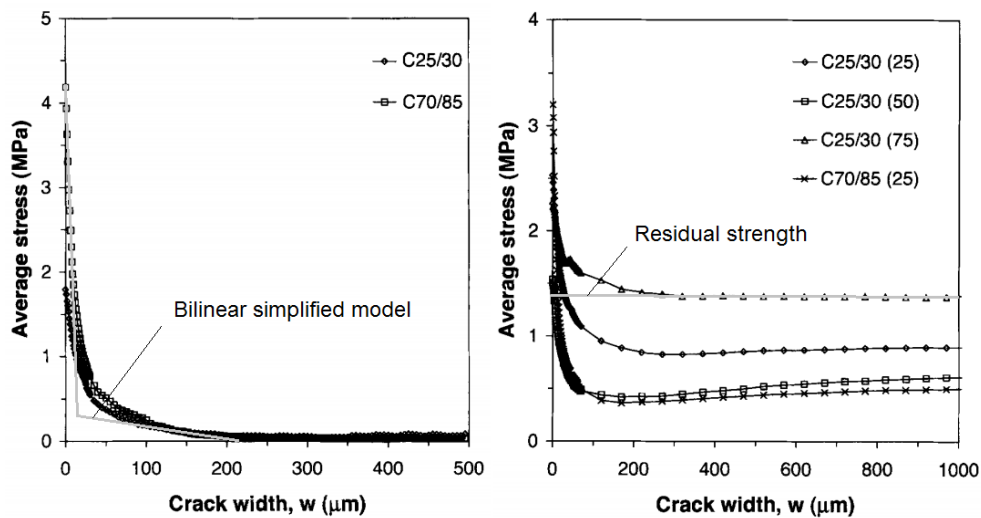 Average stress (MPa)
5
4
3
2
1
0
C25/30
C70/85
Bilinear simplified model
0 100 200 300 400 500
Crack width, w (μm)
Average stress (MPa)
4
3
2
1
0
C25/30 (25)
C25/30 (50)
C25/30 (75)
C70/85 (25)
Residual strength
0 200 400 600 800 1000
Crack width, w (μm)